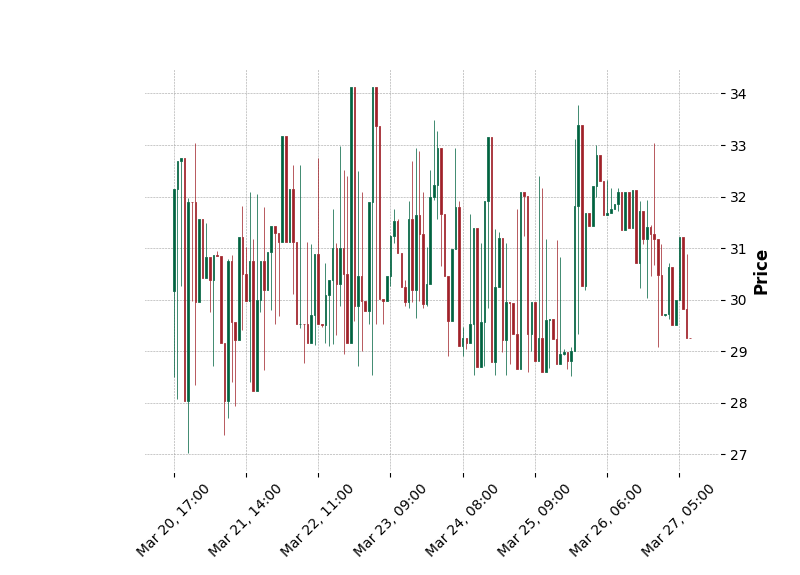 34
33
32
31
30
29
28
27
Price
Mar 20, 17:00
Mar 21, 14:00
Mar 22, 11:00
Mar 23, 09:00
Mar 24, 08:00
Mar 25, 09:00
Mar 26, 06:00
Mar 27, 05:00